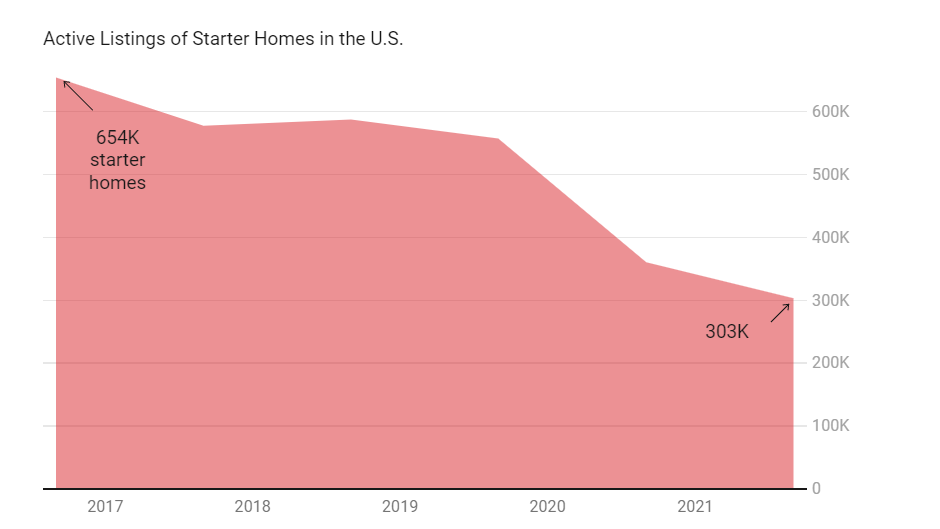 Active Listings of Starter Homes in the U.S.
600K
654K
starter
homes
500K
400K
300K
303K
200K
100K
0
2017 2018 2019 2020 2021